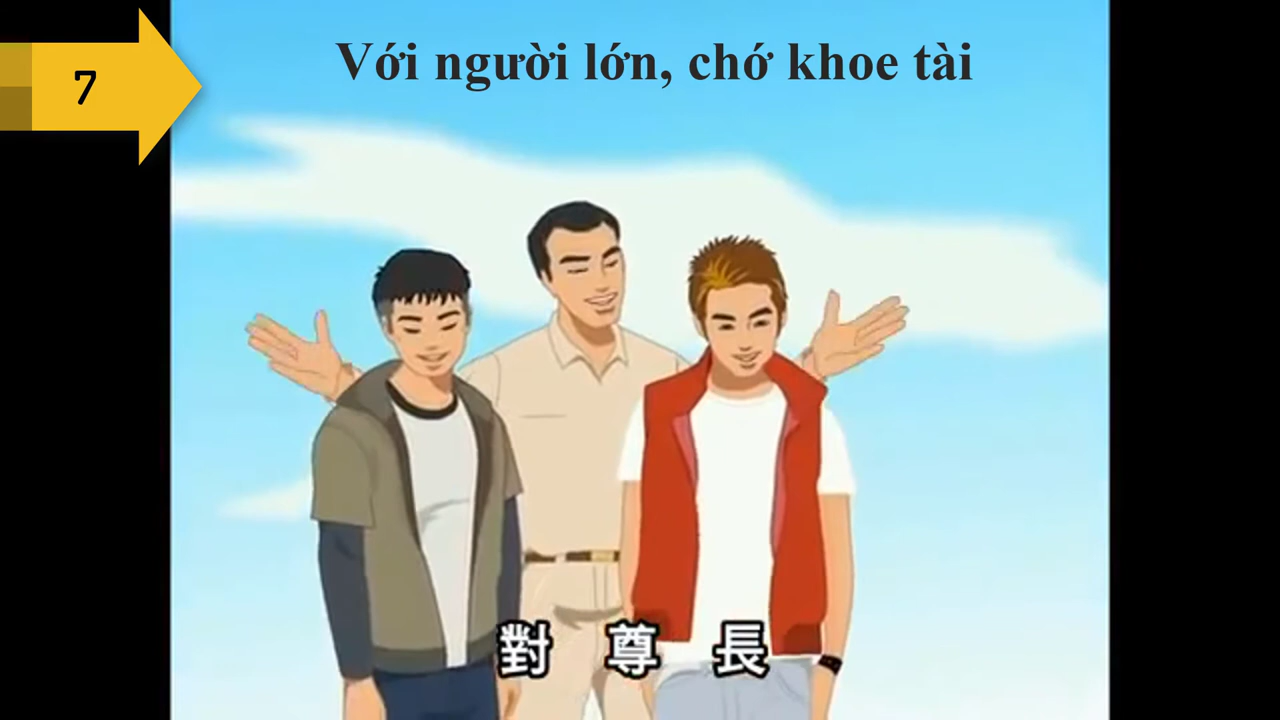 7
Với người lớn, chớ khoe tài
對 尊 長